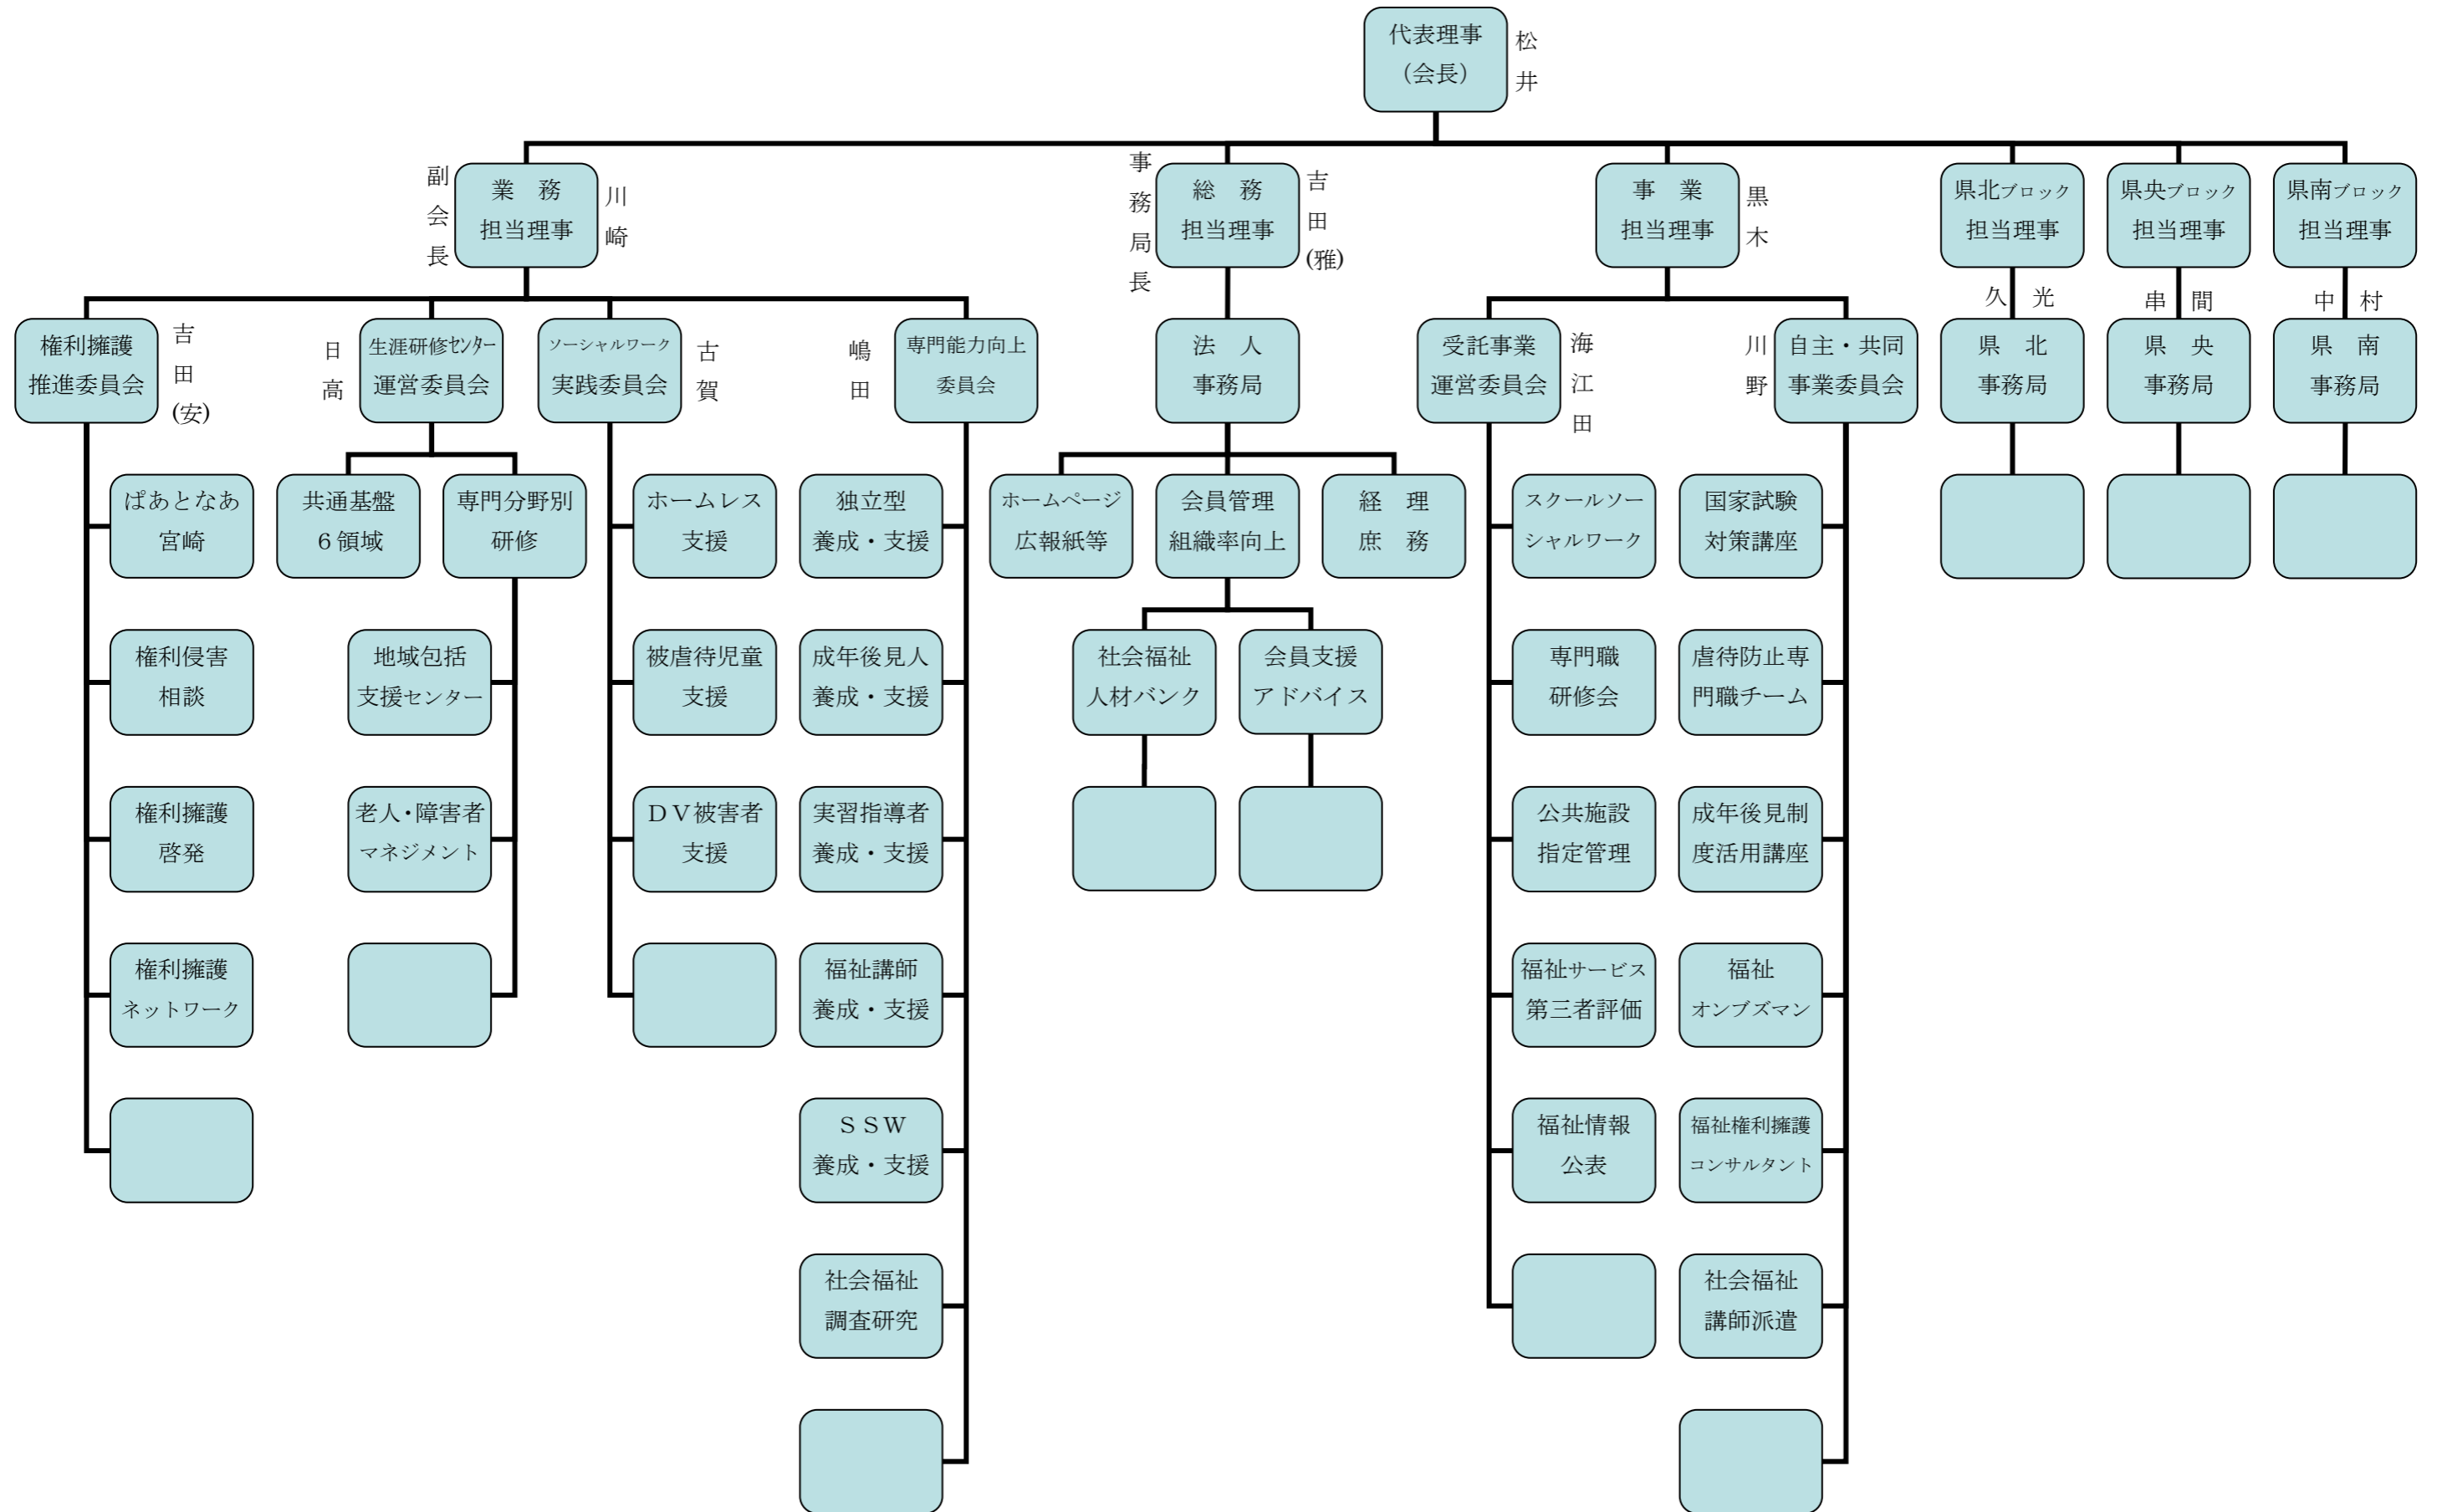 代表理事
（会長）
松井
副会長
業　務
担当理事
川崎
事務局長
総　務
担当理事
吉田(雅)
事　業
担当理事
黒木
県北ブロック
担当理事
県央ブロック
担当理事
県南ブロック
担当理事
久　光
串　間
中　村
権利擁護
推進委員会
吉田(安)
日高
生涯研修ｾﾝﾀｰ
運営委員会
ソーシャルワーク
実践委員会
古賀
嶋田
専門能力向上
委員会
法　人
事務局
受託事業
運営委員会
海江田
川野
自主・共同
事業委員会
県　北
事務局
県　央
事務局
県　南
事務局
ぱあとなあ
宮崎
共通基盤
６領域
専門分野別
研修
ホームレス
支援
独立型
養成・支援
ホームページ
広報紙等
会員管理
組織率向上
経　理
庶　務
スクールソー
シャルワーク
国家試験
対策講座
権利侵害
相談
地域包括
支援センター
被虐待児童
支援
成年後見人
養成・支援
社会福祉
人材バンク
会員支援
アドバイス
専門職
研修会
虐待防止専
門職チーム
権利擁護
啓発
老人・障害者
マネジメント
ＤＶ被害者
支援
実習指導者
養成・支援
公共施設
指定管理
成年後見制
度活用講座
権利擁護
ネットワーク
福祉講師
養成・支援
福祉サービス
第三者評価
福祉
オンブズマン
ＳＳＷ
養成・支援
福祉情報
公表
福祉権利擁護
コンサルタント
社会福祉
調査研究
社会福祉
講師派遣